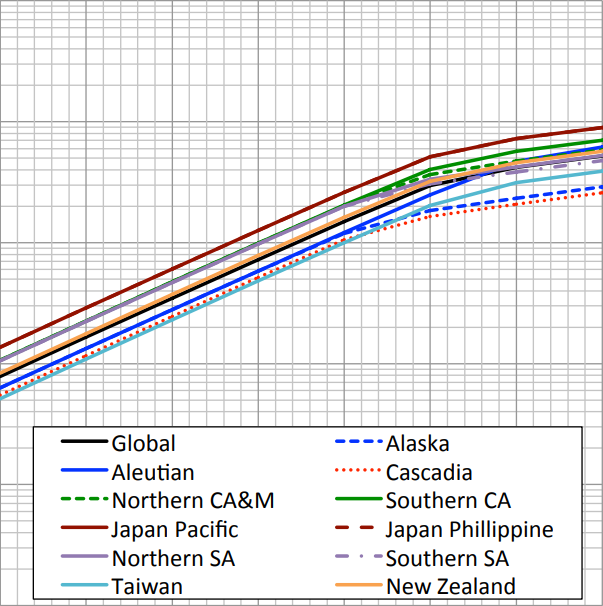 Global Alaska
Aleutian Cascadia
Northern CA&M Southern CA
Japan Pacific Japan Phillippine
Northern SA Southern SA
Taiwan New Zealand